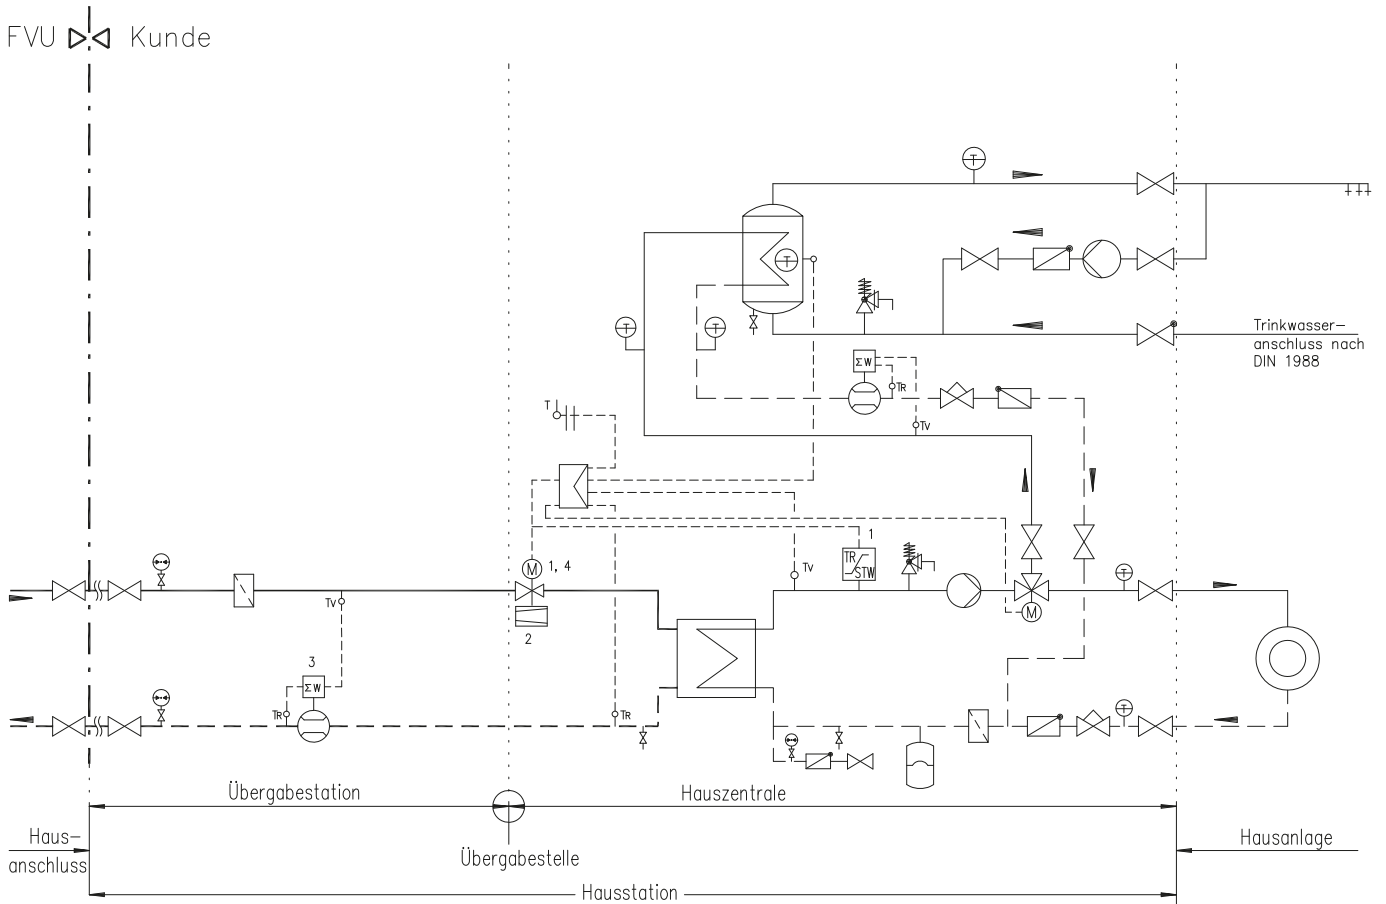 FVU Kunde
T
T
Trinkwasser-
anschluss nach
DIN 1988
T
T
ΣW
TR
T
TV
1
TR
STW
M 1, 4
TV
T
TV
M
2
3
ΣW
TR
TR
T
Übergabestation
Hauszentrale
Haus-
anschluss
Hausanlage
Übergabestelle
Hausstation